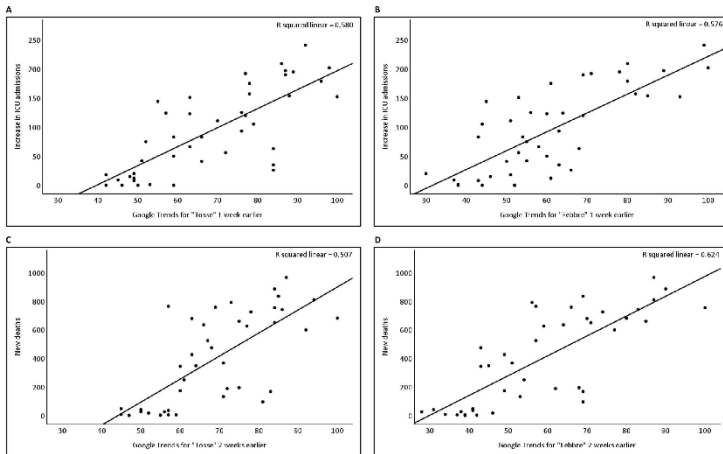 A
R squared linear = 0.580
Increase in ICU admissions
250
200
150
100
50
0
30 40 50 60 70 80 90 100
Google Trends for "Tosse" 1 week earlier
B
R squared linear = 0.576
Increase in ICU admissions
250
200
150
100
50
0
30 40 50 60 70 80 90 100
Google Trends for "Febbre" 1 week earlier
C
R squared linear = 0.507
New deaths
1000
800
600
400
200
0
30 40 50 60 70 80 90 100
Google Trends for "Tosse" 2 weeks earlier
D
R squared linear = 0.624
New deaths
1000
800
600
400
200
0
30 40 50 60 70 80 90 100
Google Trends for "Febbre" 2 weeks earlier